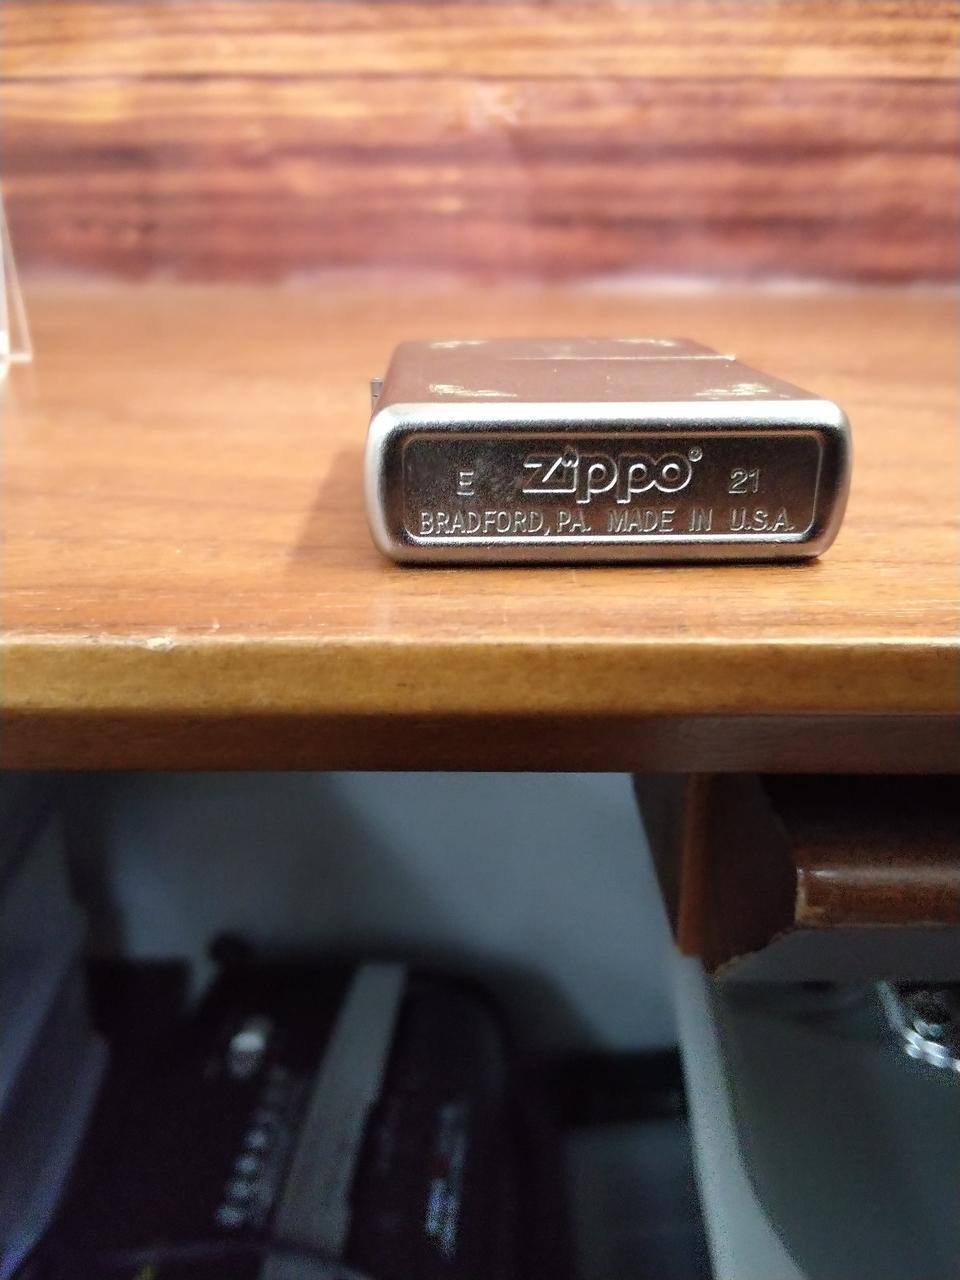 E zippo® 21
BRADFORD, PA. MADE IN U.S.A.